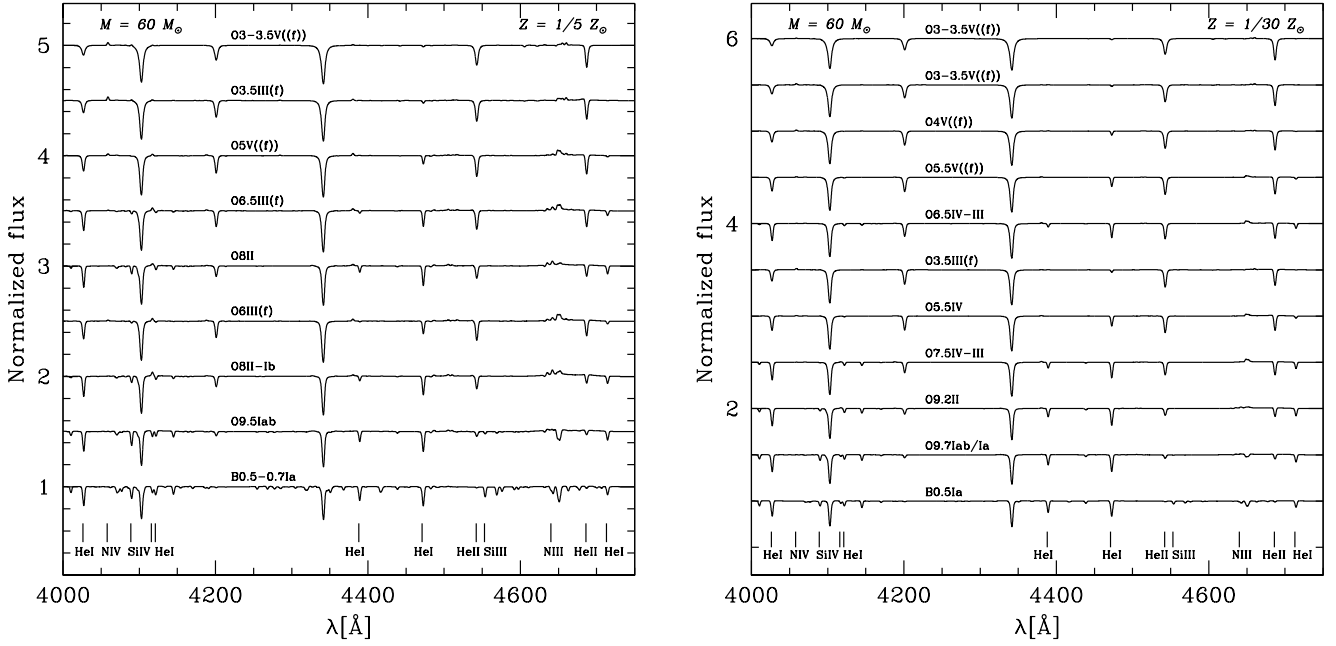 M = 60 M☉
Z = 1/5 Z☉
O3-3.5V((f))
O3.5III(f)
O5V((f))
O6.5III(f)
O8II
O6III(f)
O8II-Ib
O9.5Iab
B0.5-0.7Ia
5
4
3
2
1
Normalized flux
HeI NIV SiIV HeI HeI HeI HeII SiIII NIII HeII HeI
4000 4200 4400 4600
λ[Å]
M = 60 M☉
Z = 1/30 Z☉
O3-3.5V((f))
O3-3.5V((f))
O4V((f))
O5.5V((f))
O6.5IV-III
O3.5III(f)
O5.5IV
O7.5IV-III
O9.2II
O9.7Iab/Ia
B0.5Ia
6
4
2
Normalized flux
HeI NIV SiIV HeI HeI HeI HeII SiIII NIII HeII HeI
4000 4200 4400 4600
λ[Å]